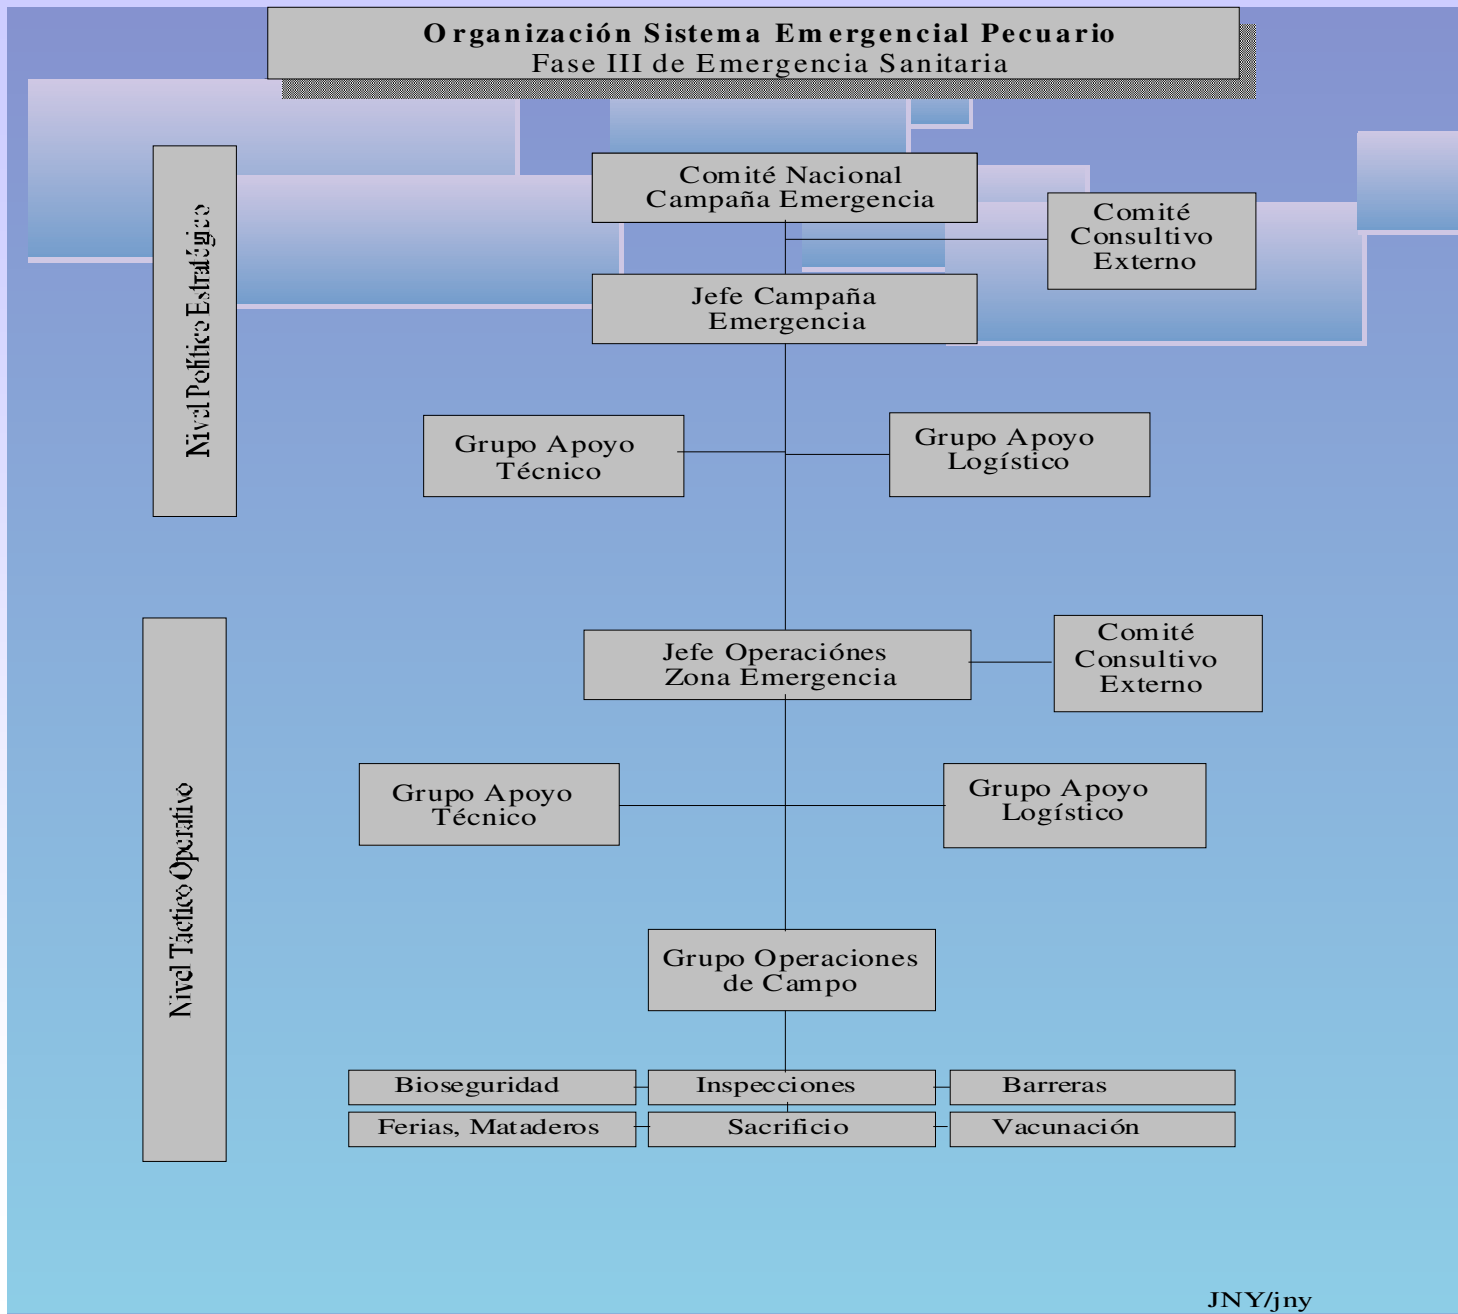 Organización Sistema Emergencial Pecuario
Fase III de Emergencia Sanitaria
Nivel Político Estratégico
Comité Nacional
Campaña Emergencia
Comité
Consultivo
Externo
Jefe Campaña
Emergencia
Grupo Apoyo
Técnico
Grupo Apoyo
Logístico
Nivel Táctico Operativo
Jefe Operaciónes
Zona Emergencia
Comité
Consultivo
Externo
Grupo Apoyo
Técnico
Grupo Apoyo
Logístico
Grupo Operaciones
de Campo
Bioseguridad
Inspecciones
Barreras
Ferias, Mataderos
Sacrificio
Vacunación
JNY/jny